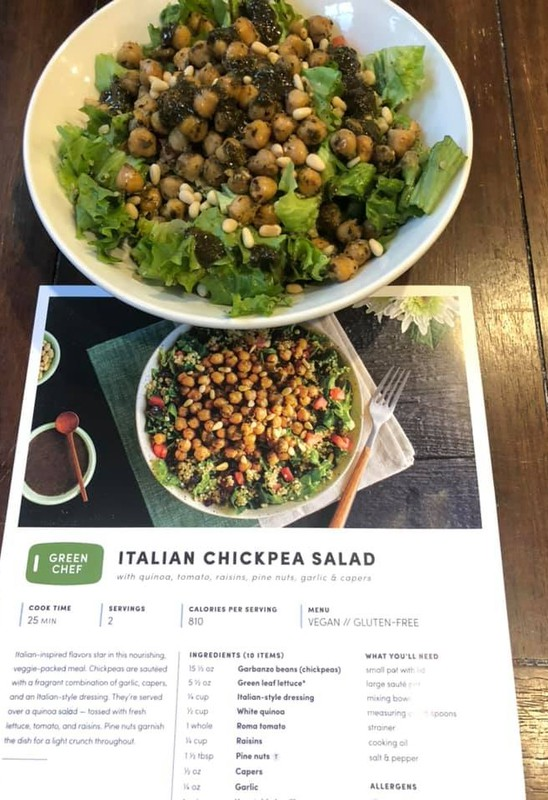 GREEN
CHEF
ITALIAN CHICKPEA SALAD
with quinoa, tomato, raisins, pine nuts, garlic & capers
COOK TIME
25 MIN
SERVINGS
2
CALORIES PER SERVING
810
MENU
VEGAN // GLUTEN-FREE
Italian-inspired flavors star in this nourishing,
veggie-packed meal. Chickpeas are sautéed
with a fragrant combination of garlic, capers,
and an Italian-style dressing. They're served
over a quinoa salad — tossed with fresh
lettuce, tomato, and raisins. Pine nuts garnish
the dish for a light crunch throughout.
INGREDIENTS (10 ITEMS)
15 ½ oz Garbanzo beans (chickpeas)
5 ½ oz Green leaf lettuce*
¼ cup Italian-style dressing
½ cup White quinoa
1 whole Roma tomato
¼ cup Raisins
1 ½ tbsp Pine nuts
½ oz Capers
¼ oz Garlic
WHAT YOU'LL NEED
small pot with lid
large sauté
mixing bowl
measuring spoons
strainer
cooking oil
salt & pepper
ALLERGENS